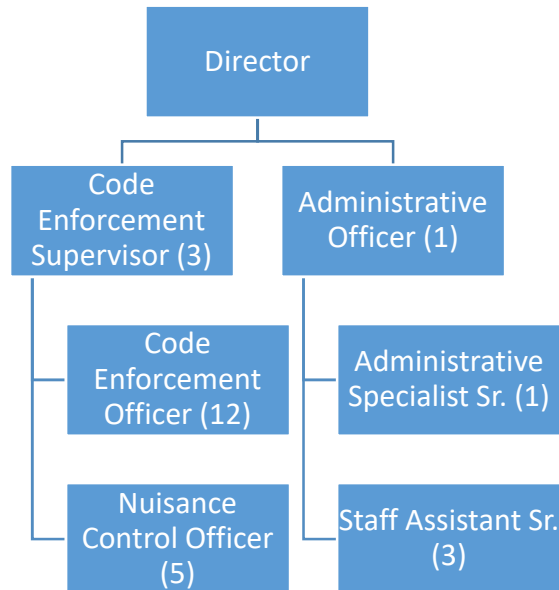 Director
Code
Enforcement
Supervisor (3)
Administrative
Officer (1)
Code
Enforcement
Officer (12)
Administrative
Specialist Sr. (1)
Nuisance
Control Officer
(5)
Staff Assistant Sr.
(3)